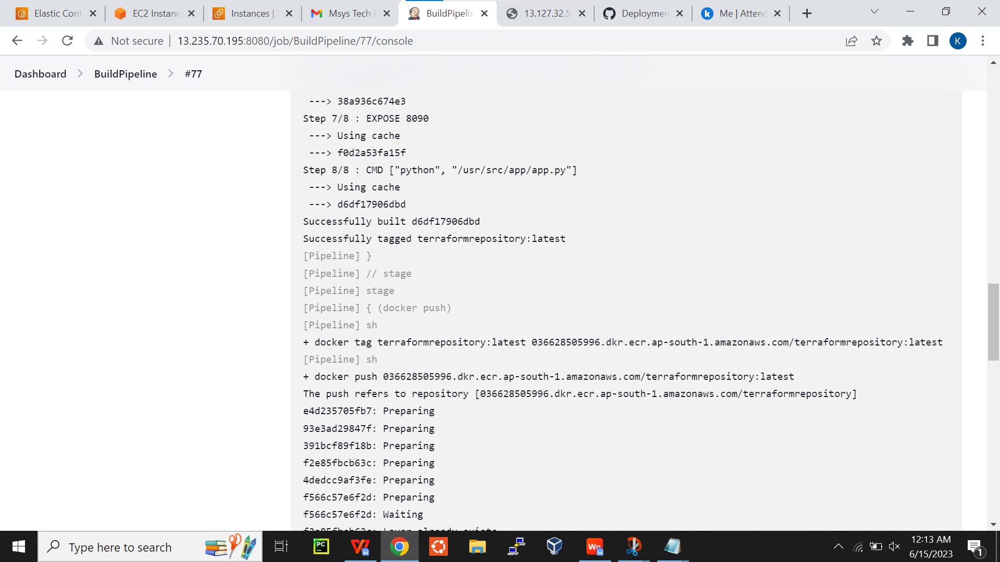 Elastic Cont
EC2 Instanc
Instances |
Msys Tech
BuildPipelin
13.127.32.5
Deploymen
Me | Attend
Not secure
13.235.70.195:8080/job/BuildPipeline/77/console
K
Dashboard
BuildPipeline
#77
---> 38a936c674e3
Step 7/8 : EXPOSE 8090
---> Using cache
---> f0d2a53fa15f
Step 8/8 : CMD ["python", "/usr/src/app/app.py"]
---> Using cache
---> d6df17906dbd
Successfully built d6df17906dbd
Successfully tagged terraformrepository:latest
[Pipeline] }
[Pipeline] // stage
[Pipeline] stage
[Pipeline] { (docker push)
[Pipeline] sh
+ docker tag terraformrepository:latest 036628505996.dkr.ecr.ap-south-1.amazonaws.com/terraformrepository:latest
[Pipeline] sh
+ docker push 036628505996.dkr.ecr.ap-south-1.amazonaws.com/terraformrepository:latest
The push refers to repository [036628505996.dkr.ecr.ap-south-1.amazonaws.com/terraformrepository]
e4d235705fb7: Preparing
93e3ad29847f: Preparing
391bcf89f18b: Preparing
f2e85fbcb63c: Preparing
4dedcc9af3fe: Preparing
f566c57e6f2d: Preparing
f566c57e6f2d: Waiting
f2e85fbcb63c: Layer already exists
Type here to search
PC
W
Wc
12:13 AM
6/15/2023
1